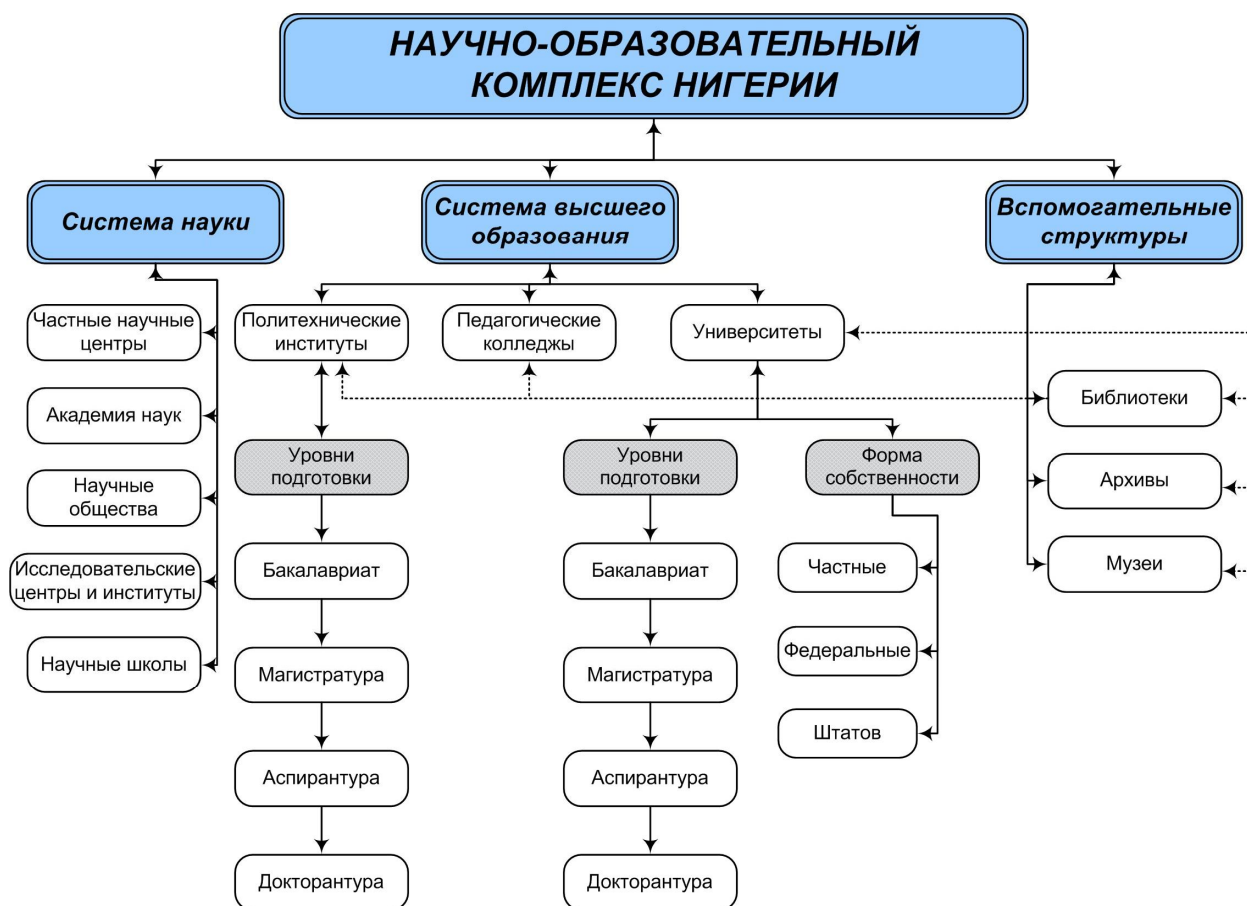 НАУЧНО-ОБРАЗОВАТЕЛЬНЫЙ
КОМПЛЕКС НИГЕРИИ
Система науки
Система высшего
образования
Вспомогательные
структуры
Частные научные
центры
Академия наук
Научные
общества
Исследовательские
центры и институты
Научные школы
Политехнические
институты
Педагогические
колледжы
Университеты
Уровни
подготовки
Бакалавриат
Магистратура
Аспирантура
Докторантура
Уровни
подготовки
Бакалавриат
Магистратура
Аспирантура
Докторантура
Форма
собственности
Частные
Федеральные
Штатов
Библиотеки
Архивы
Музеи